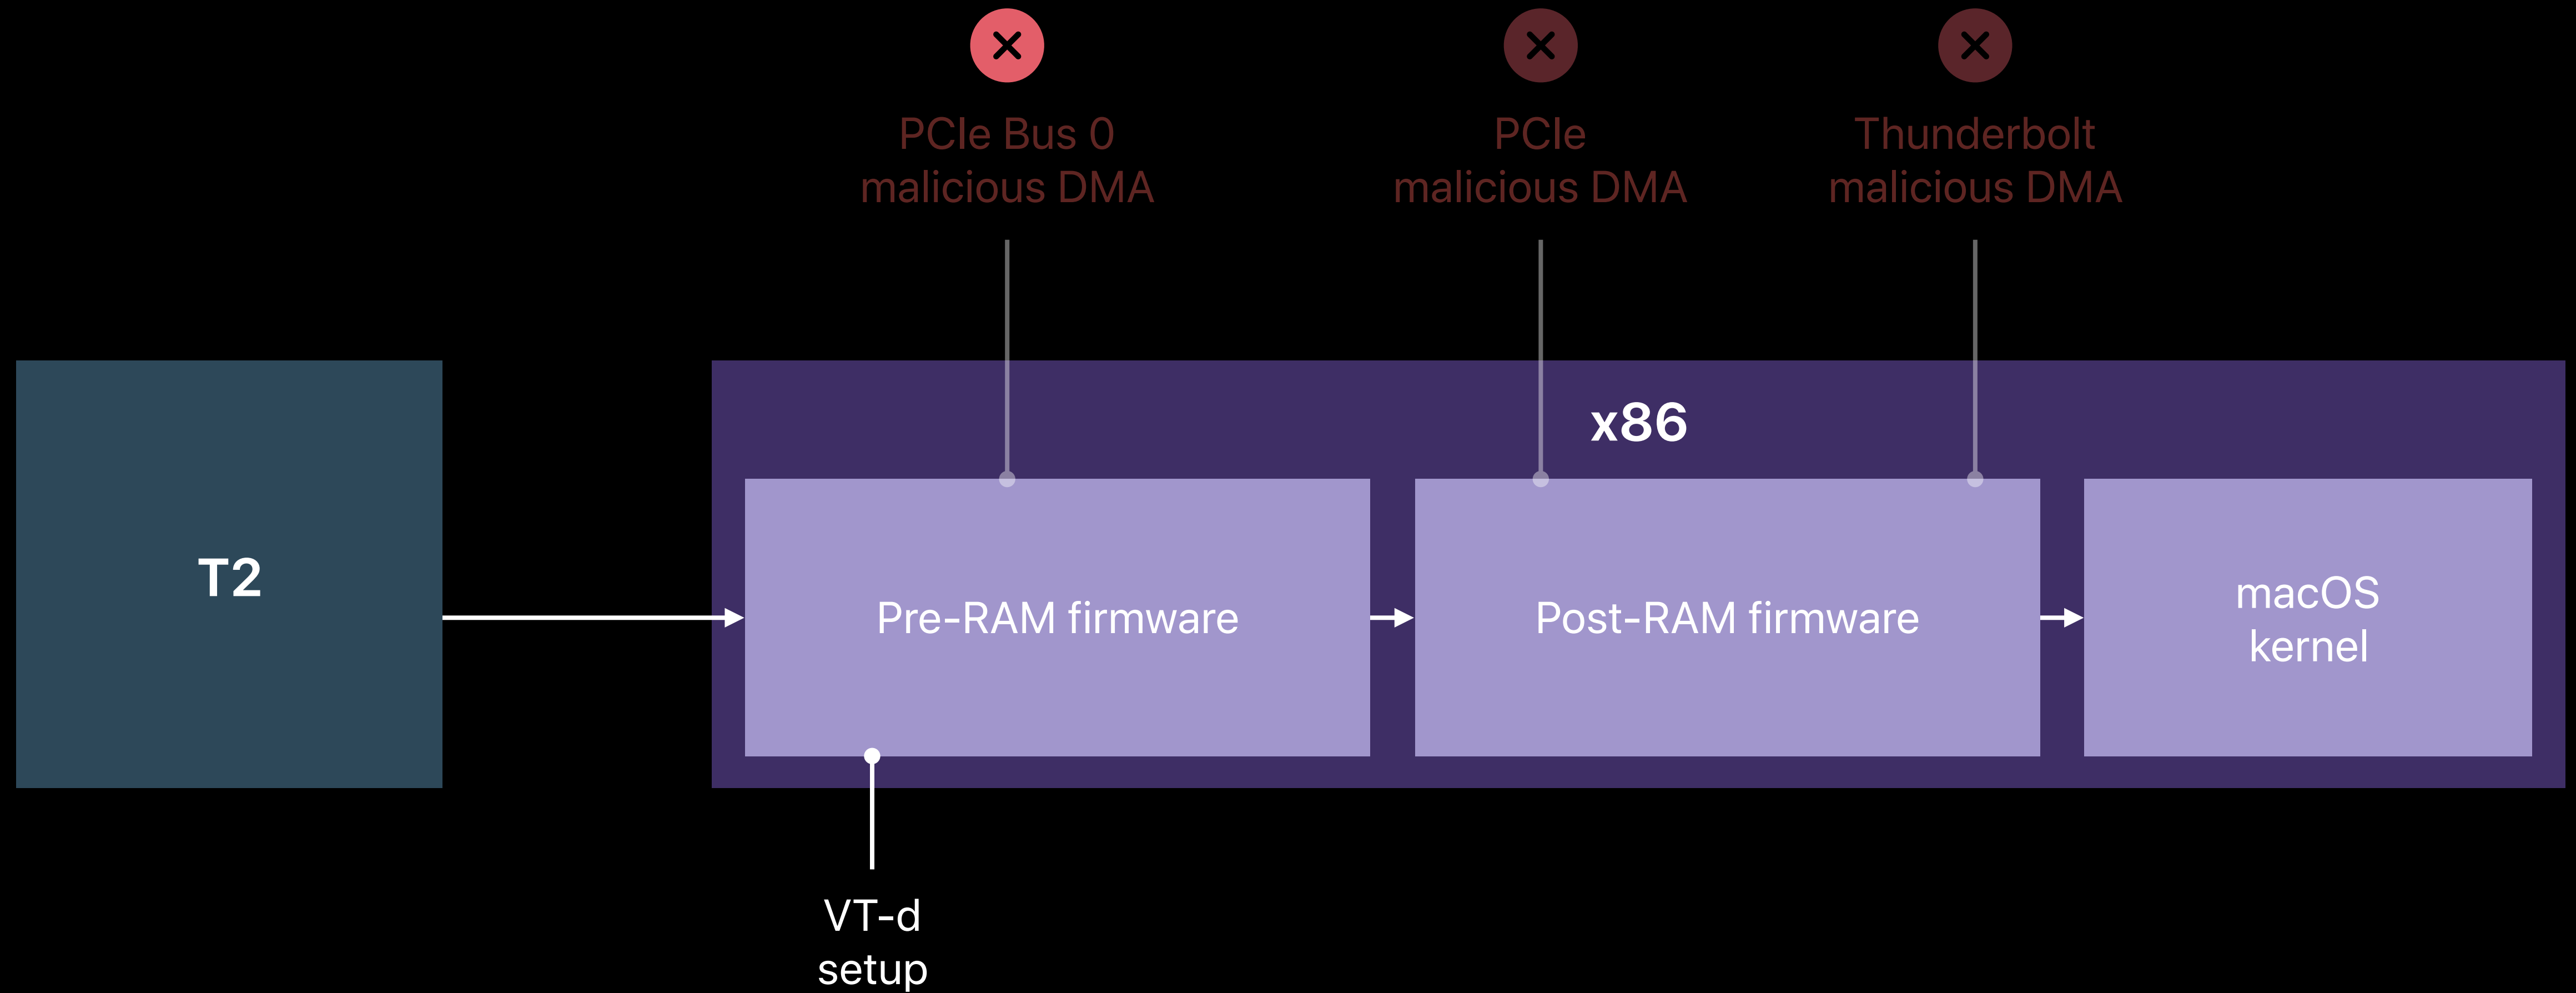 PCIe Bus 0
malicious DMA
PCIe
malicious DMA
Thunderbolt
malicious DMA
x86
T2
Pre-RAM firmware
Post-RAM firmware
macOS
kernel
VT-d
setup